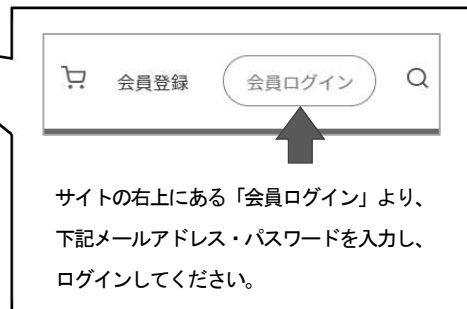 会員登録 会員ログイン
サイトの右上にある「会員ログイン」より、
下記メールアドレス・パスワードを入力し、
ログインしてください。